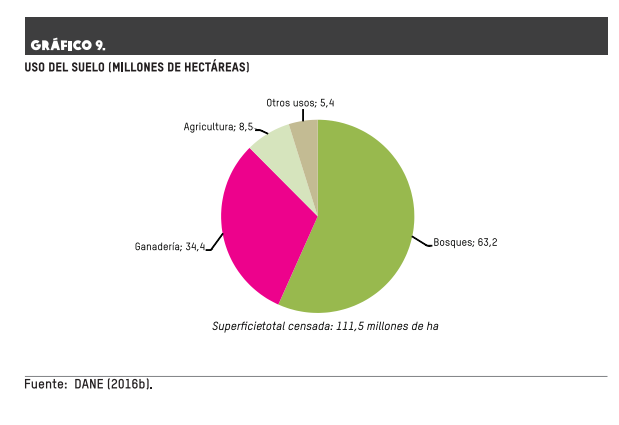 GRÁFICO 9.
USO DEL SUELO (MILLONES DE HECTÁREAS)
Otros usos; 5,4
Agricultura; 8,5
Ganadería; 34,4
Bosques; 63,2
Superficietotal censada: 111,5 millones de ha
Fuente: DANE (2016b).